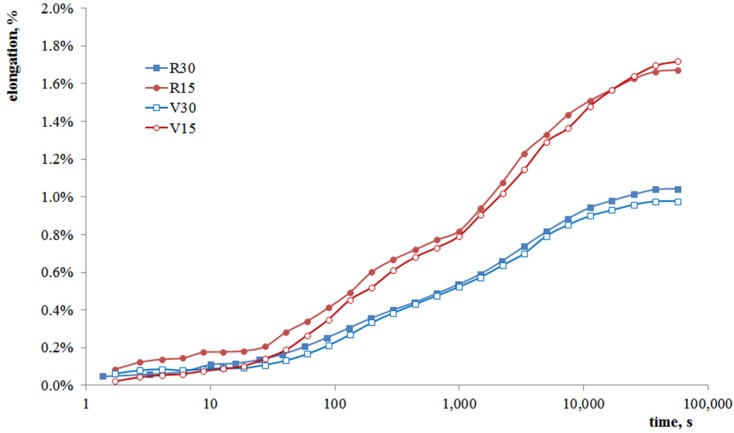 elongation, %
2.0%
1.8%
1.6%
1.4%
1.2%
1.0%
0.8%
0.6%
0.4%
0.2%
0.0%
R30
R15
V30
V15
1 10 100 1,000 10,000 100,000
time, s